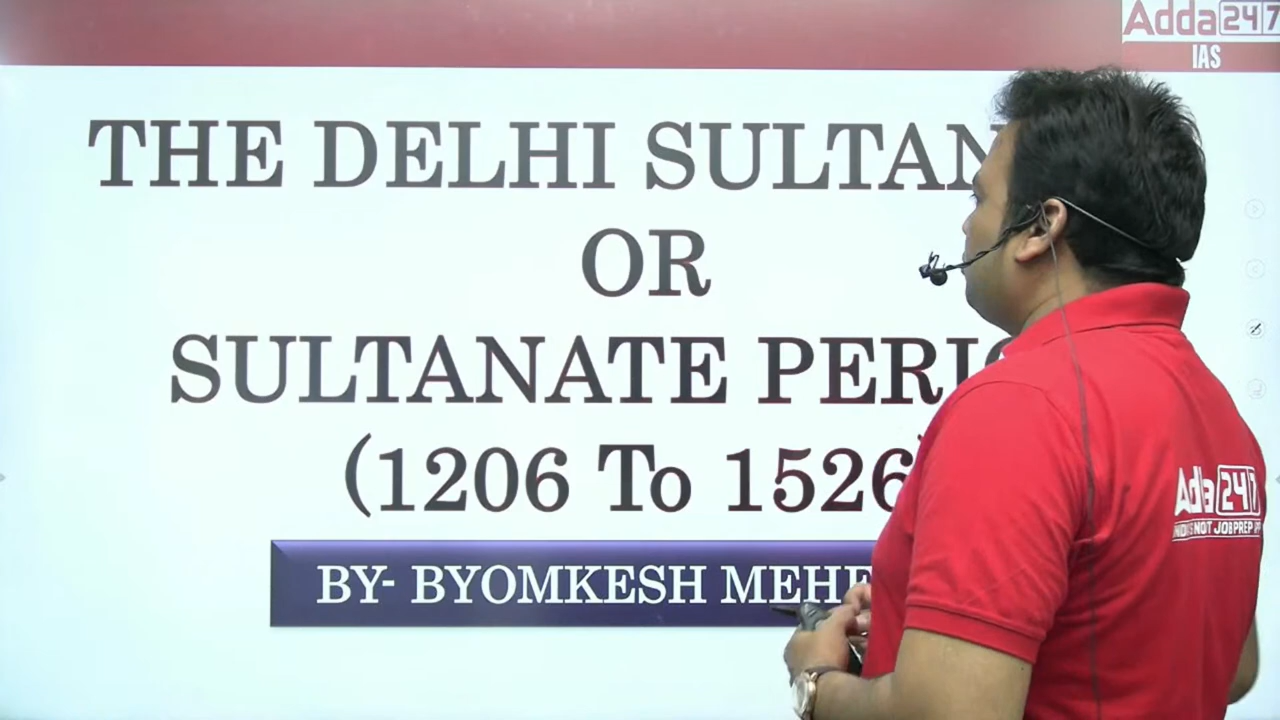 Adda247
IAS
THE DELHI SULTAN
OR
SULTANATE PERI
(1206 To 1526
BY- BYOMKESH MEHE
Adda247